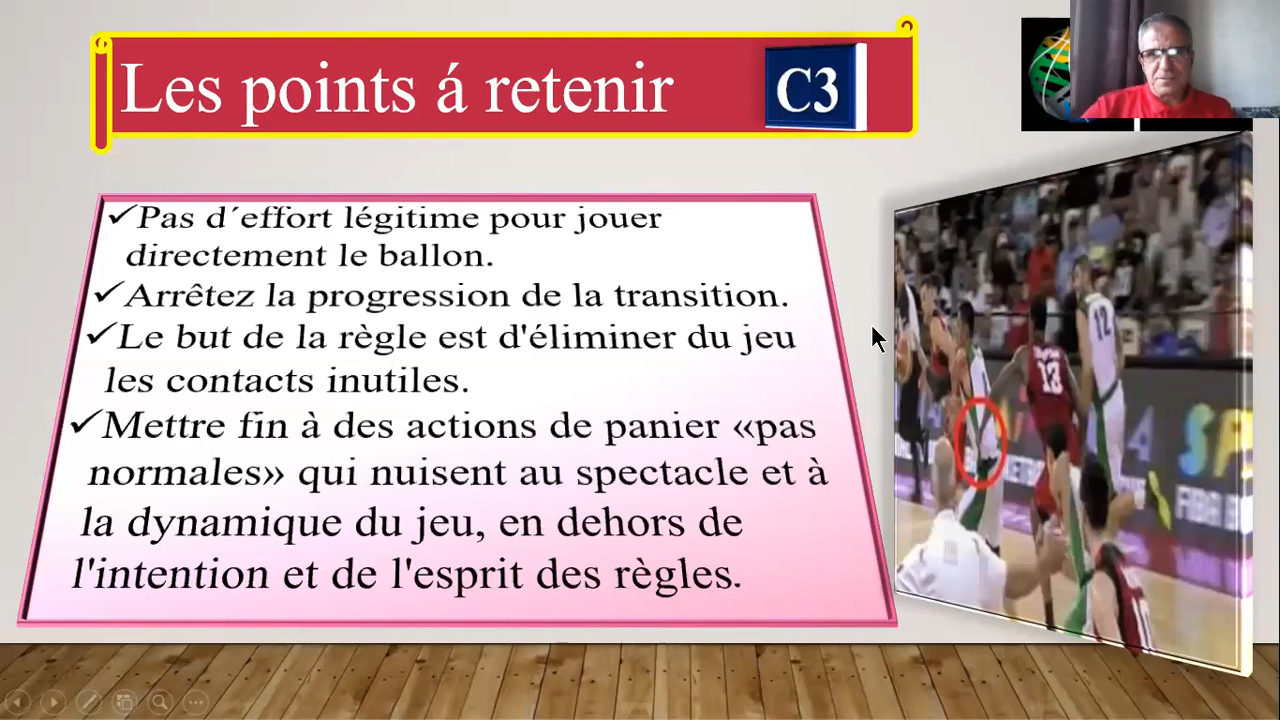 Les points á retenir
C3
Pas d´effort légitime pour jouer
directement le ballon.
Arrêtez la progression de la transition.
Le but de la règle est d'éliminer du jeu
les contacts inutiles.
Mettre fin à des actions de panier «pas
normales» qui nuisent au spectacle et à
la dynamique du jeu, en dehors de
l'intention et de l'esprit des règles.
12
13